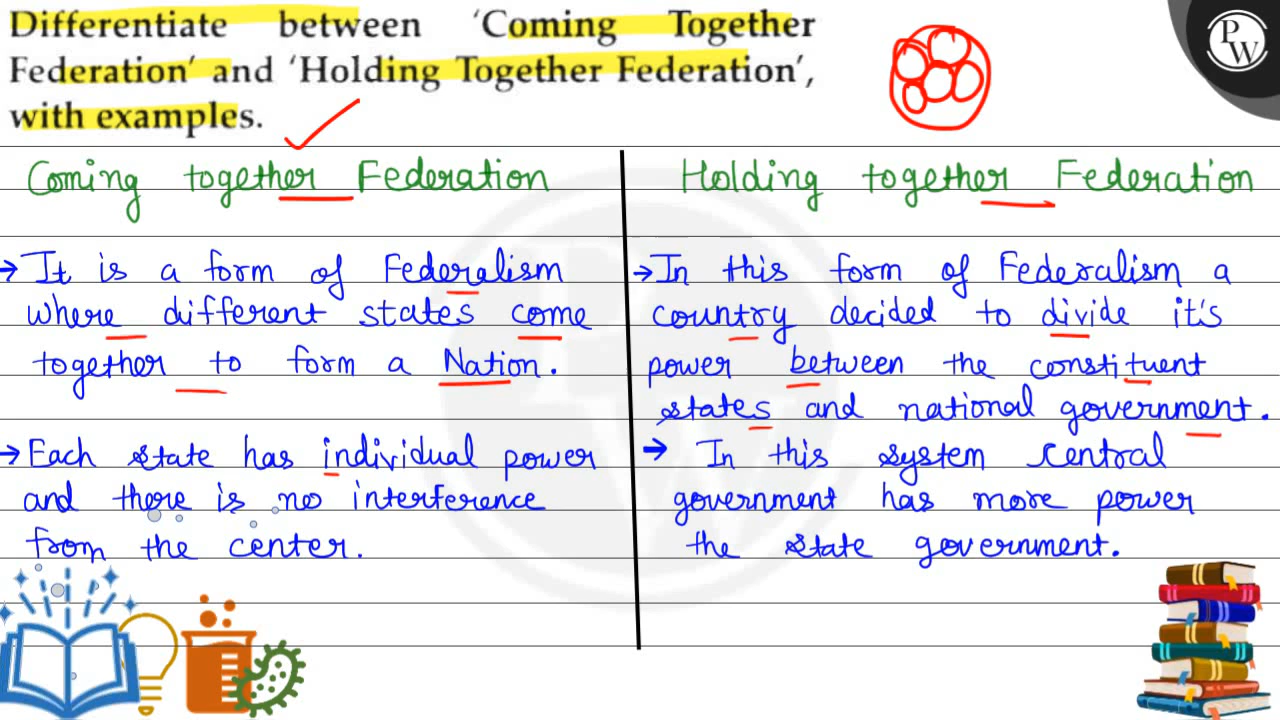 Differentiate between 'Coming Together
Federation' and 'Holding Together Federation',
with examples.
PW
Coming together Federation
→ It is a form of Federalism
where different states come
together to form a Nation.
→ Each state has individual power
and there is no interference
from the center.
Holding together Federation
→ In this form of Federalism a
country decided to divide it's
power between the constituent
states and national government.
→ In this system central
government has more power
the state government.